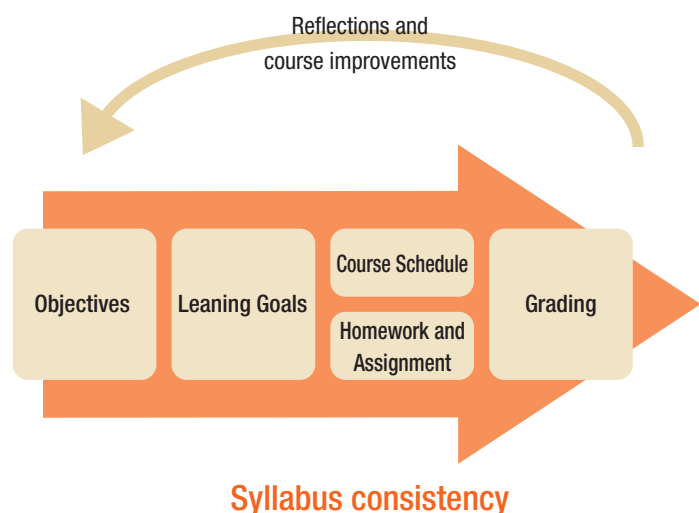 Reflections and
course improvements
Objectives
Leaning Goals
Course Schedule
Homework and
Assignment
Grading
Syllabus consistency